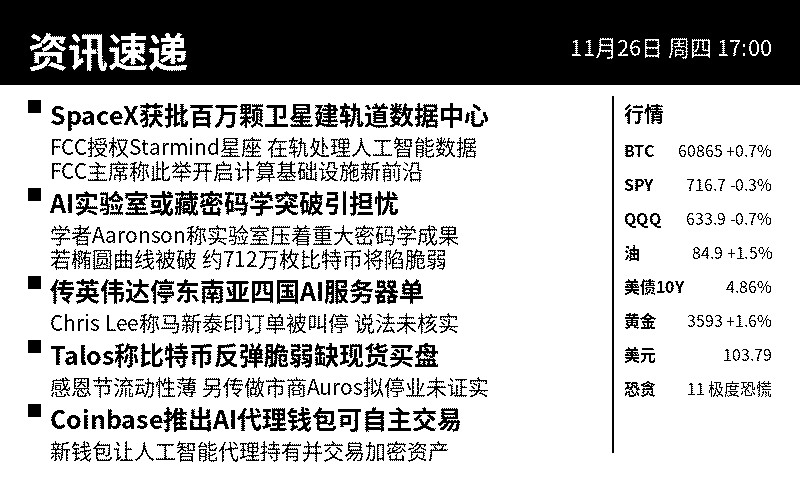 资讯速递
11月26日 周四 17:00
SpaceX获批百万颗卫星建轨道数据中心
FCC授权Starmind星座 在轨处理人工智能数据
FCC主席称此举开启计算基础设施新前沿
AI实验室或藏密码学突破引担忧
学者Aaronson称实验室压着重大密码学成果
若椭圆曲线被破 约712万枚比特币将陷脆弱
传英伟达停东南亚四国AI服务器单
Chris Lee称马新泰印订单被叫停 说法未核实
Talos称比特币反弹脆弱缺现货买盘
感恩节流动性薄 另传做市商Auros拟停业未证实
Coinbase推出AI代理钱包可自主交易
新钱包让人工智能代理持有并交易加密资产
行情
BTC 60865 +0.7%
SPY 716.7 -0.3%
QQQ 633.9 -0.7%
油 84.9 +1.5%
美债10Y 4.86%
黄金 3593 +1.6%
美元 103.79
恐贪 11 极度恐慌